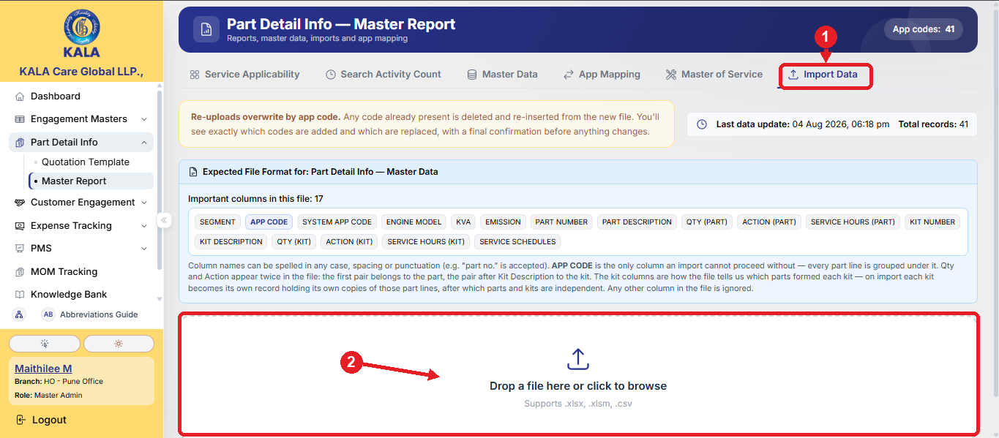 KALA
KALA Care Global LLP.,
Dashboard
Engagement Masters
Part Detail Info
Quotation Template
Master Report
Customer Engagement
Expense Tracking
PMS
MOM Tracking
Knowledge Bank
AB Abbreviations Guide
Maithilee M
Branch: HO - Pune Office
Role: Master Admin
Logout
Part Detail Info — Master Report
Reports, master data, imports and app mapping
App codes: 41
1
Service Applicability
Search Activity Count
Master Data
App Mapping
Master of Service
Import Data
Re-uploads overwrite by app code. Any code already present is deleted and re-inserted from the new file. You'll
see exactly which codes are added and which are replaced, with a final confirmation before anything changes.
Last data update: 04 Aug 2026, 06:18 pm Total records: 41
Expected File Format for: Part Detail Info — Master Data
Important columns in this file: 17
SEGMENT APP CODE SYSTEM APP CODE ENGINE MODEL KVA EMISSION PART NUMBER PART DESCRIPTION QTY (PART) ACTION (PART) SERVICE HOURS (PART) KIT NUMBER
KIT DESCRIPTION QTY (KIT) ACTION (KIT) SERVICE HOURS (KIT) SERVICE SCHEDULES
Column names can be spelled in any case, spacing or punctuation (e.g. "part no." is accepted). APP CODE is the only column an import cannot proceed without — every part line is grouped under it. Qty
and Action appear twice in the file: the first pair belongs to the part, the pair after Kit Description to the kit. The kit columns are how the file tells us which parts formed each kit — on import each kit
becomes its own record holding its own copies of those part lines, after which parts and kits are independent. Any other column in the file is ignored.
2
Drop a file here or click to browse
Supports .xlsx, .xlsm, .csv